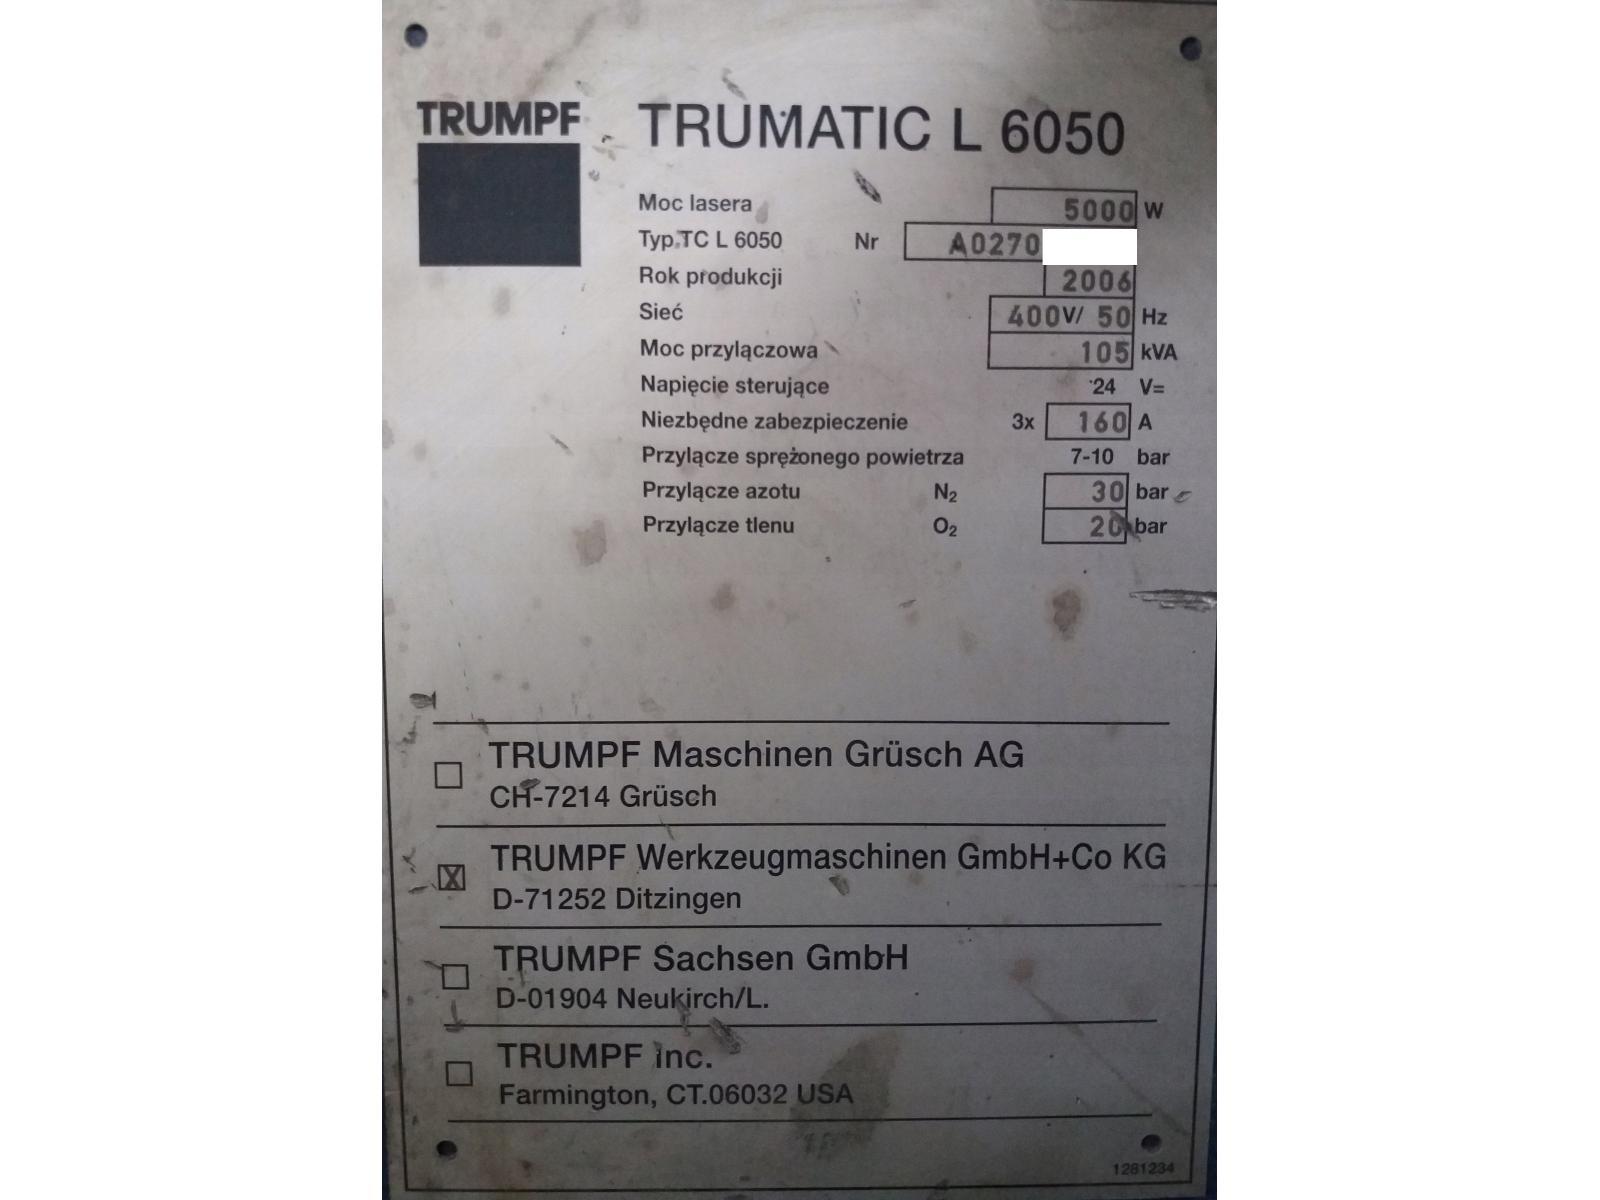 TRUMPF
TRUMATIC L 6050
Moc lasera 5000 W
Typ.TC L 6050 Nr A0270
Rok produkcji 2006
Sieć 400V/ 50 Hz
Moc przyłączowa 105 kVA
Napięcie sterujące 24 V=
Niezbędne zabezpieczenie 3x 160 A
Przyłącze sprężonego powietrza 7-10 bar
Przyłącze azotu N₂ 30 bar
Przyłącze tlenu O₂ 20 bar
TRUMPF Maschinen Grüsch AG
CH-7214 Grüsch
X TRUMPF Werkzeugmaschinen GmbH+Co KG
D-71252 Ditzingen
TRUMPF Sachsen GmbH
D-01904 Neukirch/L.
TRUMPF inc.
Farmington, CT.06032 USA
1281234